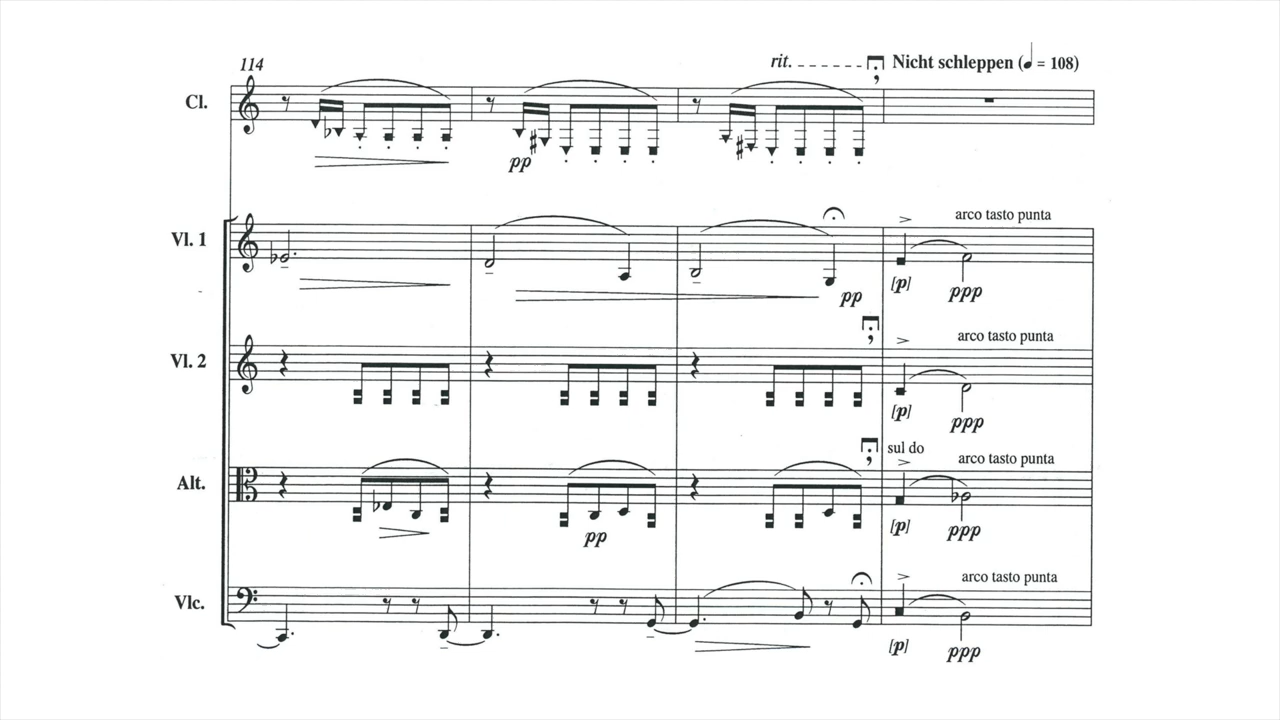 114
rit. Nicht schleppen (♩ = 108)
Cl.
pp
Vl. 1
arco tasto punta
pp
[p] ppp
Vl. 2
arco tasto punta
[p] ppp
Alt.
sul do
arco tasto punta
pp
[p] ppp
Vlc.
arco tasto punta
[p] ppp